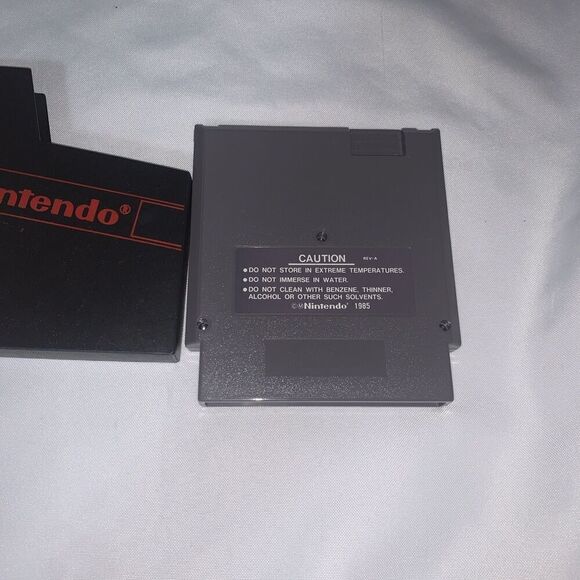 ntendo®
CAUTION REV-A
• DO NOT STORE IN EXTREME TEMPERATURES.
• DO NOT IMMERSE IN WATER.
• DO NOT CLEAN WITH BENZENE, THINNER,
ALCOHOL OR OTHER SUCH SOLVENTS.
©M Nintendo® 1985